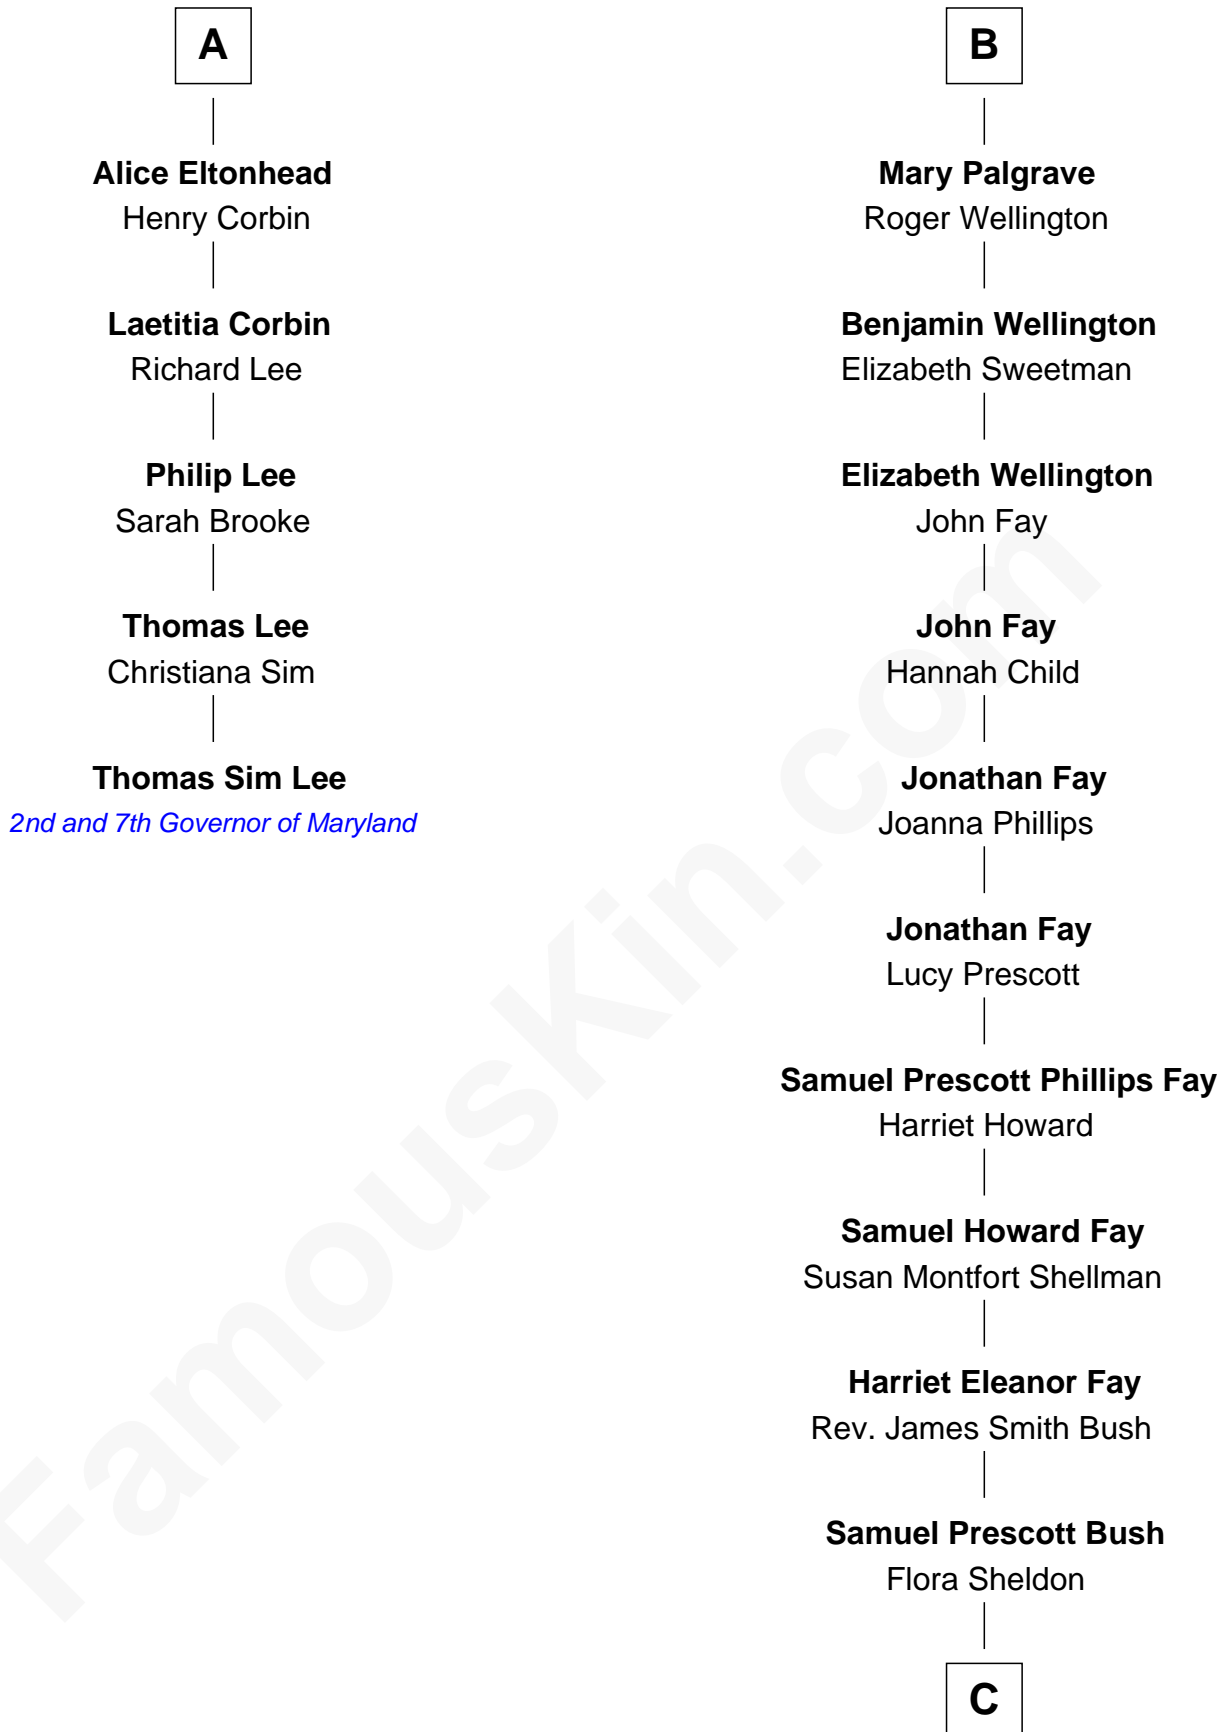 A
Alice Eltonhead
Henry Corbin
Laetitia Corbin
Richard Lee
Philip Lee
Sarah Brooke
Thomas Lee
Christiana Sim
Thomas Sim Lee
2nd and 7th Governor of Maryland
B
Mary Palgrave
Roger Wellington
Benjamin Wellington
Elizabeth Sweetman
Elizabeth Wellington
John Fay
John Fay
Hannah Child
Jonathan Fay
Joanna Phillips
Jonathan Fay
Lucy Prescott
Samuel Prescott Phillips Fay
Harriet Howard
Samuel Howard Fay
Susan Montfort Shellman
Harriet Eleanor Fay
Rev. James Smith Bush
Samuel Prescott Bush
Flora Sheldon
C
FamousKin.com